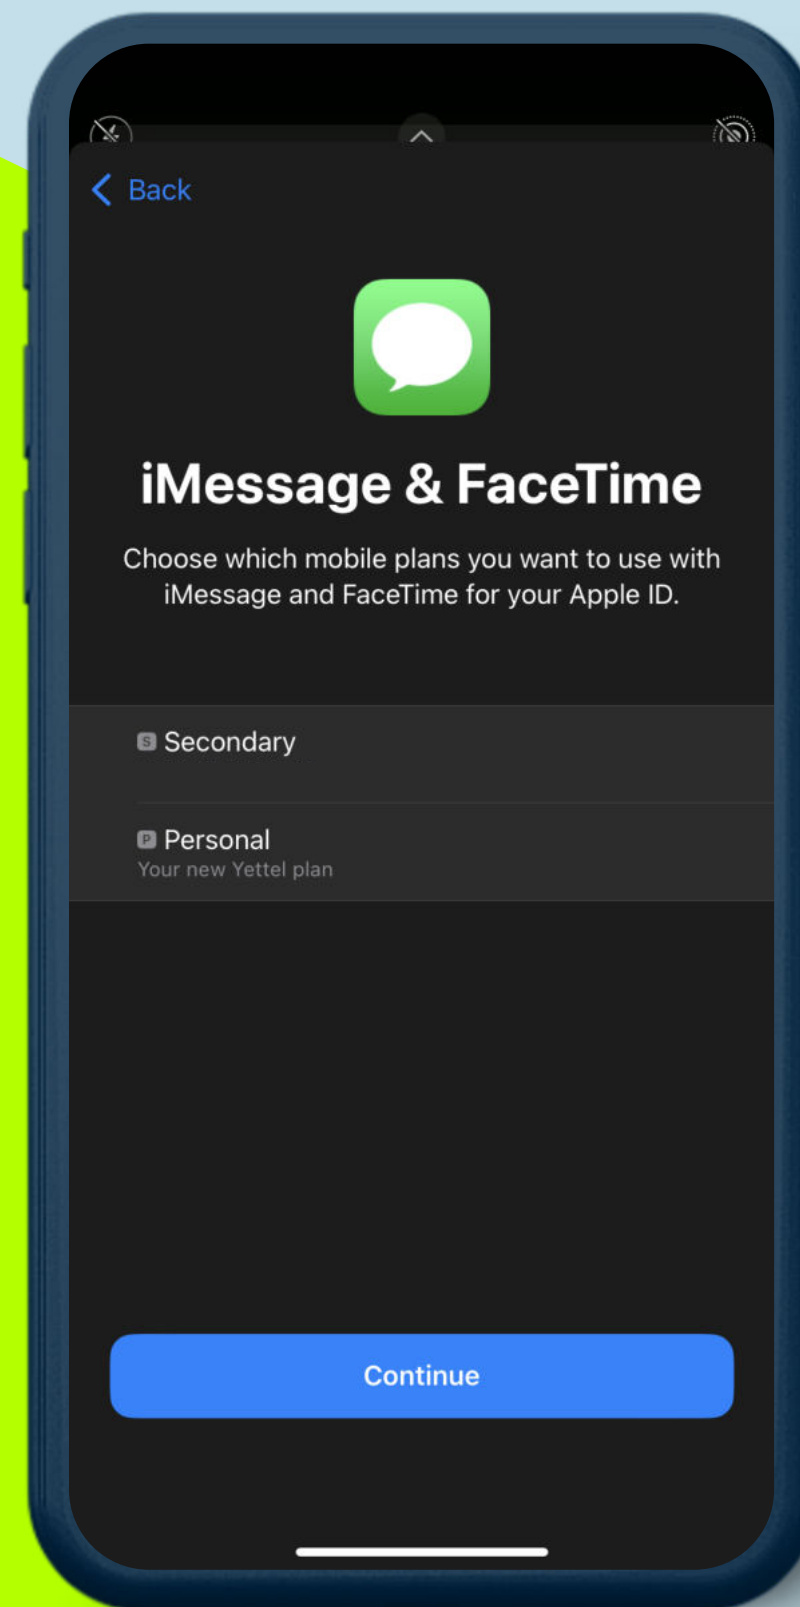 Back
iMessage & FaceTime
Choose which mobile plans you want to use with
iMessage and FaceTime for your Apple ID.
S Secondary
P Personal
Your new Yettel plan
Continue